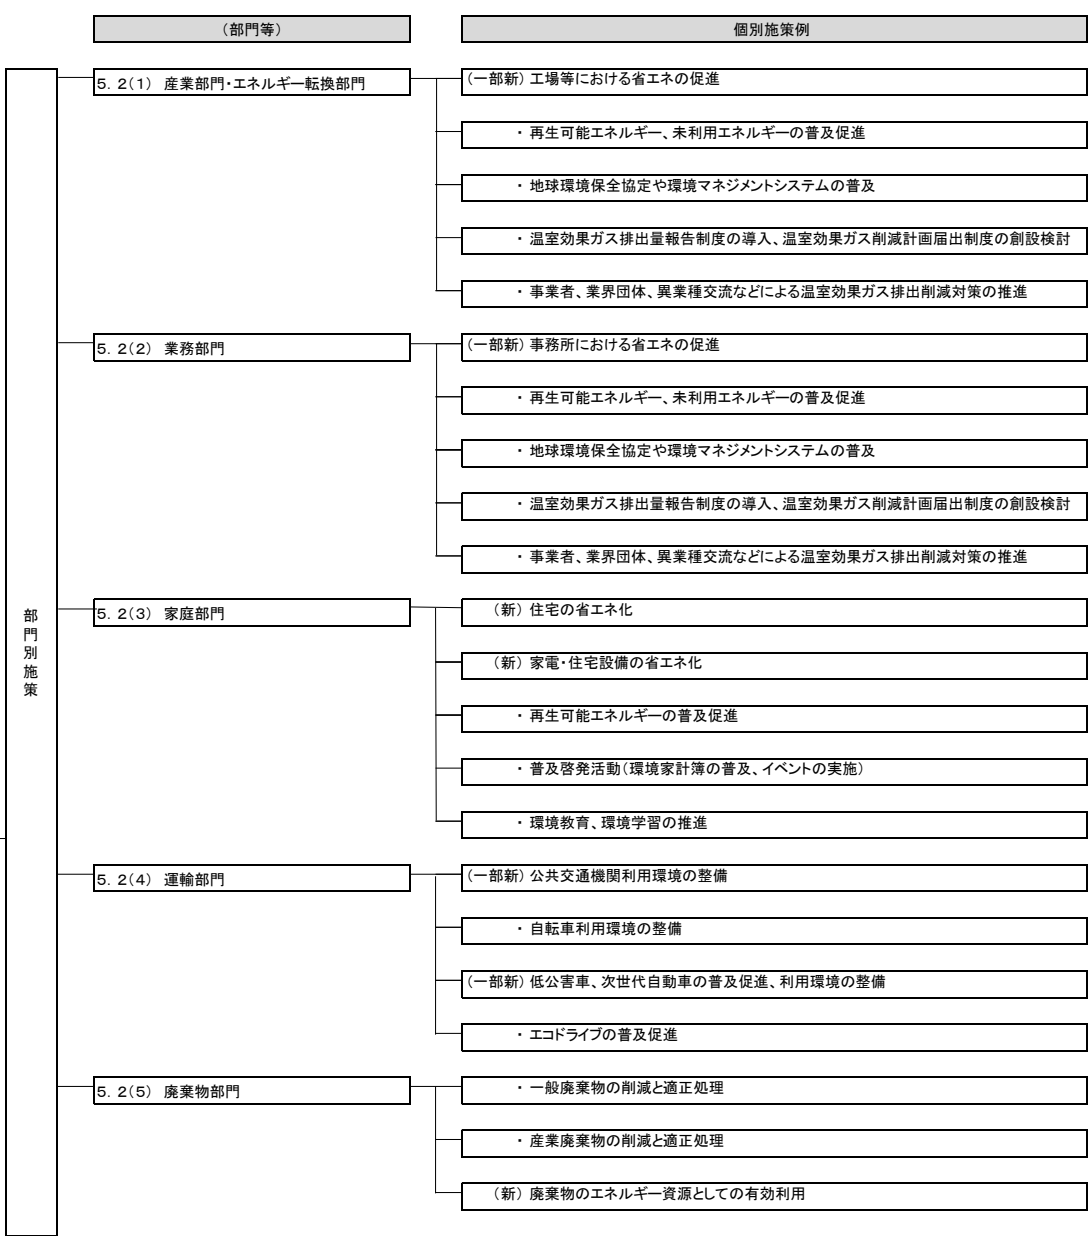 （部門等）
個別施策例
部門別施策
5．2（1） 産業部門・エネルギー転換部門
（一部新） 工場等における省エネの促進
・ 再生可能エネルギー、未利用エネルギーの普及促進
・ 地球環境保全協定や環境マネジメントシステムの普及
・ 温室効果ガス排出量報告制度の導入、温室効果ガス削減計画届出制度の創設検討
・ 事業者、業界団体、異業種交流などによる温室効果ガス排出削減対策の推進
5．2（2） 業務部門
（一部新） 事務所における省エネの促進
・ 再生可能エネルギー、未利用エネルギーの普及促進
・ 地球環境保全協定や環境マネジメントシステムの普及
・ 温室効果ガス排出量報告制度の導入、温室効果ガス削減計画届出制度の創設検討
・ 事業者、業界団体、異業種交流などによる温室効果ガス排出削減対策の推進
5．2（3） 家庭部門
（新） 住宅の省エネ化
（新） 家電・住宅設備の省エネ化
・ 再生可能エネルギーの普及促進
・ 普及啓発活動（環境家計簿の普及、イベントの実施）
・ 環境教育、環境学習の推進
5．2（4） 運輸部門
（一部新） 公共交通機関利用環境の整備
・ 自転車利用環境の整備
（一部新） 低公害車、次世代自動車の普及促進、利用環境の整備
・ エコドライブの普及促進
5．2（5） 廃棄物部門
・ 一般廃棄物の削減と適正処理
・ 産業廃棄物の削減と適正処理
（新） 廃棄物のエネルギー資源としての有効利用